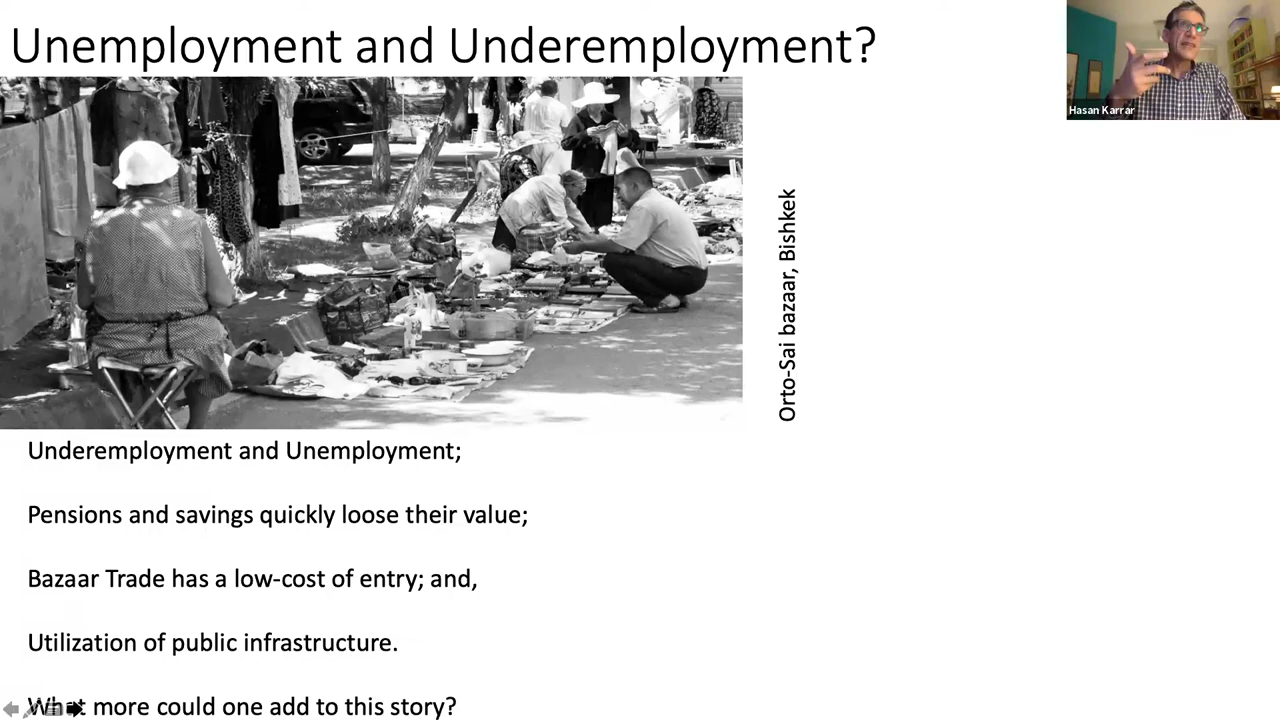 Unemployment and Underemployment?
Hasan Karrar
Orto-Sai bazaar, Bishkek
Underemployment and Unemployment;
Pensions and savings quickly loose their value;
Bazaar Trade has a low-cost of entry; and,
Utilization of public infrastructure.
What more could one add to this story?